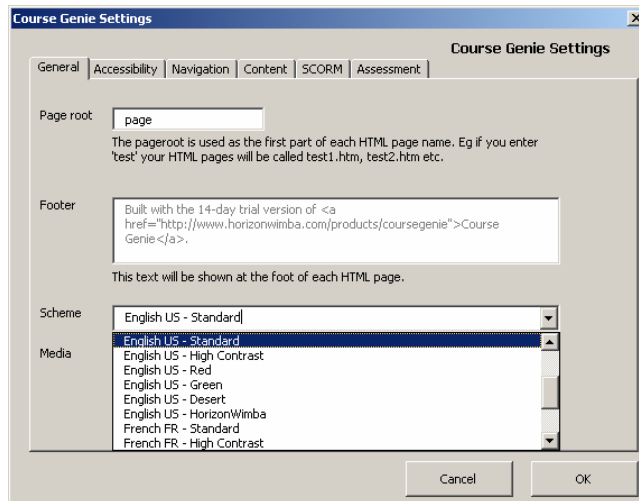 Course Genie Settings
Course Genie Settings
General Accessibility Navigation Content SCORM Assessment
Page root page
The pageroot is used as the first part of each HTML page name. Eg if you enter
'test' your HTML pages will be called test1.htm, test2.htm etc.
Footer Built with the 14-day trial version of <a
href="http://www.horizonwimba.com/products/coursegenie">Course
Genie</a>.
This text will be shown at the foot of each HTML page.
Scheme English US - Standard
English US - Standard
Media English US - High Contrast
English US - Red
English US - Green
English US - Desert
English US - HorizonWimba
French FR - Standard
French FR - High Contrast
Cancel OK